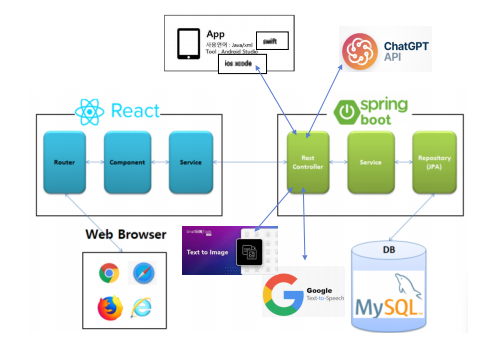 App
사용언어 : Java/xml
swift
Tool : Android Studio
ios xcode
ChatGPT
API
React
spring
boot
Router
Component
Service
Rest
Controller
Service
Repository
(JPA)
Web Browser
Text to Image
Google
Text-to-Speech
DB
MySQL